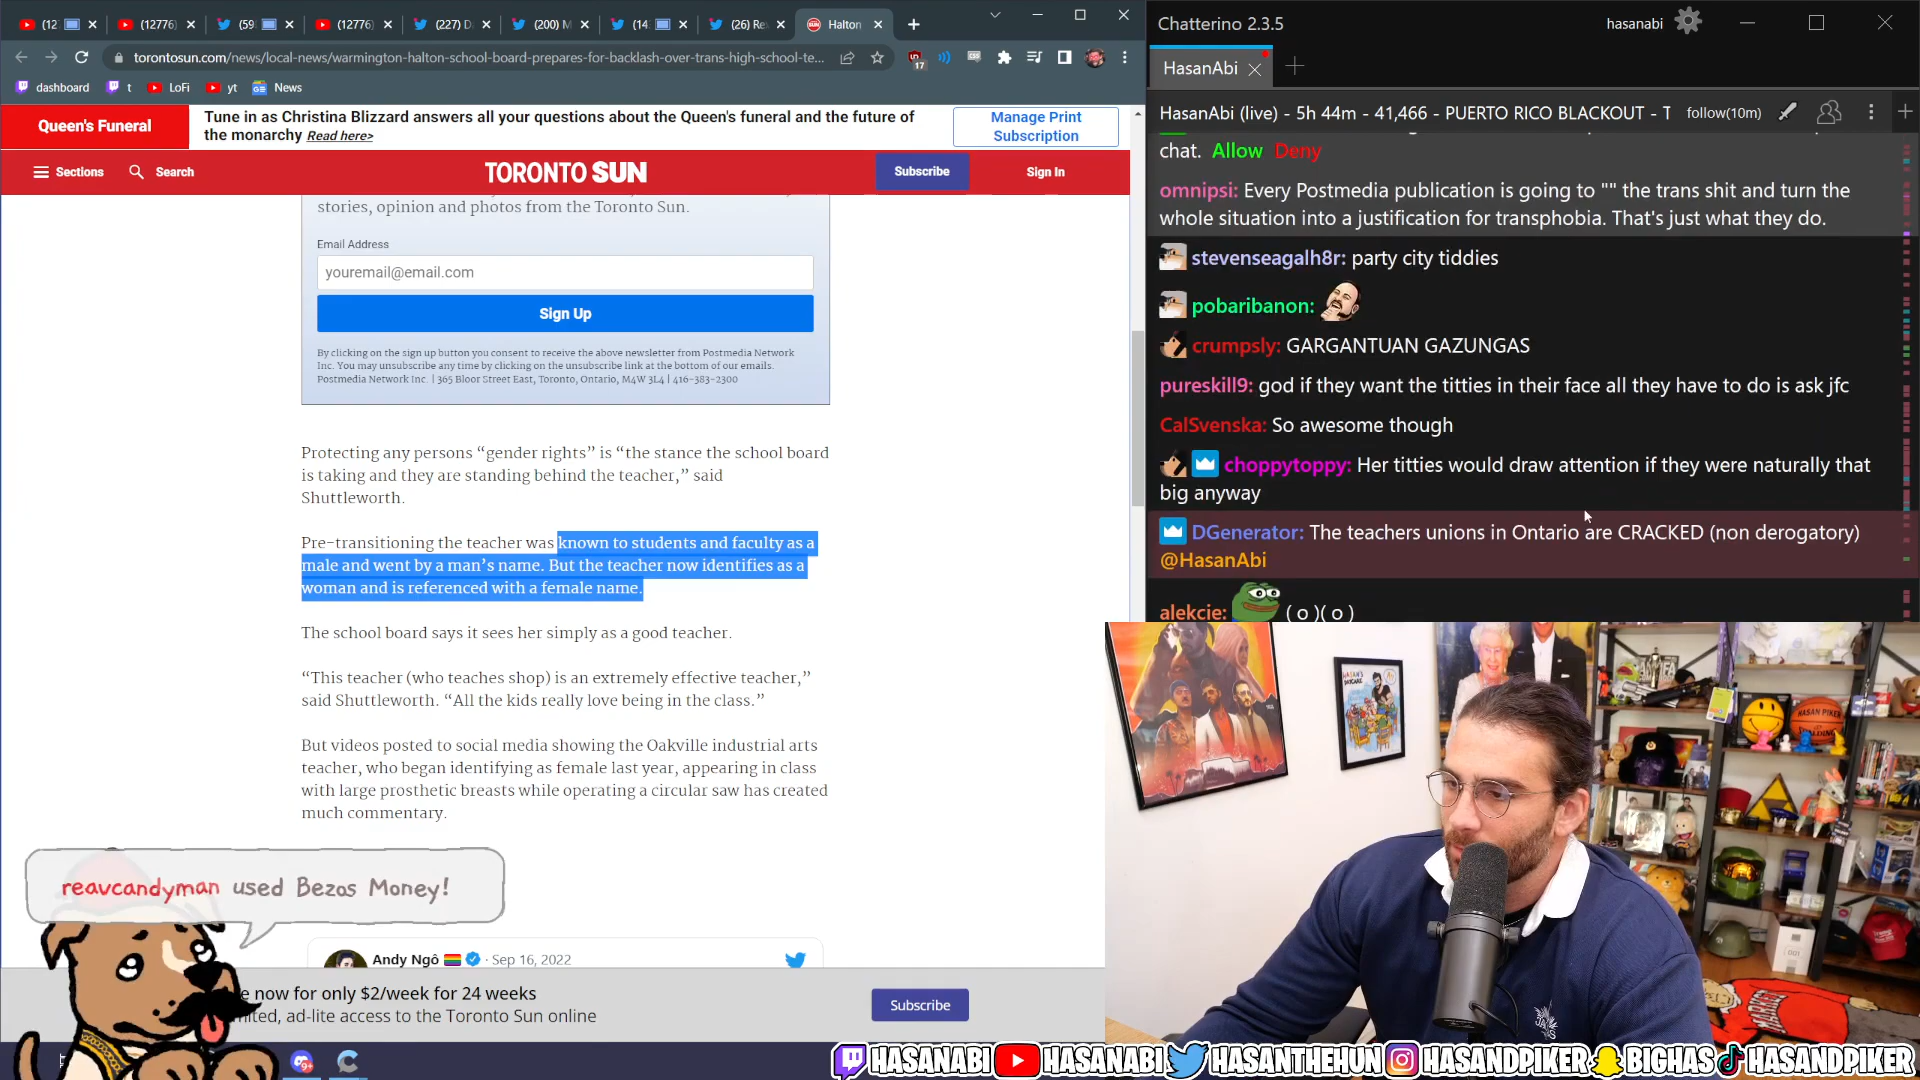 (12
(12776)
(59
(12776)
(227) D
(200) M
(14
(26) Re
Halton
torontosun.com/news/local-news/warmington-halton-school-board-prepares-for-backlash-over-trans-high-school-te...
17
dashboard
t
LoFi
yt
News
Queen's Funeral
Tune in as Christina Blizzard answers all your questions about the Queen's funeral and the future of
the monarchy Read here>
Manage Print
Subscription
Sections
Search
TORONTO SUN
Subscribe
Sign In
stories, opinion and photos from the Toronto Sun.
Email Address
youremail@email.com
Sign Up
By clicking on the sign up button you consent to receive the above newsletter from Postmedia Network
Inc. You may unsubscribe any time by clicking on the unsubscribe link at the bottom of our emails.
Postmedia Network Inc. | 365 Bloor Street East, Toronto, Ontario, M4W 3L4 | 416-383-2300
Protecting any persons “gender rights” is “the stance the school board
is taking and they are standing behind the teacher,” said
Shuttleworth.
Pre-transitioning the teacher was known to students and faculty as a
male and went by a man’s name. But the teacher now identifies as a
woman and is referenced with a female name.
The school board says it sees her simply as a good teacher.
“This teacher (who teaches shop) is an extremely effective teacher,”
said Shuttleworth. “All the kids really love being in the class.”
But videos posted to social media showing the Oakville industrial arts
teacher, who began identifying as female last year, appearing in class
with large prosthetic breasts while operating a circular saw has created
much commentary.
reavcandyman used Bezos Money!
Andy Ngô
· Sep 16, 2022
e now for only $2/week for 24 weeks
mited, ad-lite access to the Toronto Sun online
Subscribe
Chatterino 2.3.5
hasanabi
HasanAbi
HasanAbi (live) - 5h 44m - 41,466 - PUERTO RICO BLACKOUT - T
follow(10m)
chat. Allow Deny
omnipsi: Every Postmedia publication is going to "" the trans shit and turn the
whole situation into a justification for transphobia. That's just what they do.
stevenseagalh8r: party city tiddies
pobaribanon:
crumpsly: GARGANTUAN GAZUNGAS
pureskill9: god if they want the titties in their face all they have to do is ask jfc
CalSvenska: So awesome though
choppytoppy: Her titties would draw attention if they were naturally that
big anyway
DGenerator: The teachers unions in Ontario are CRACKED (non derogatory)
@HasanAbi
alekcie: ( o )( o )
HASANABI
HASANABI
HASANTHEHUN
HASANDPIKER
BIGHAS
HASANDPIKER